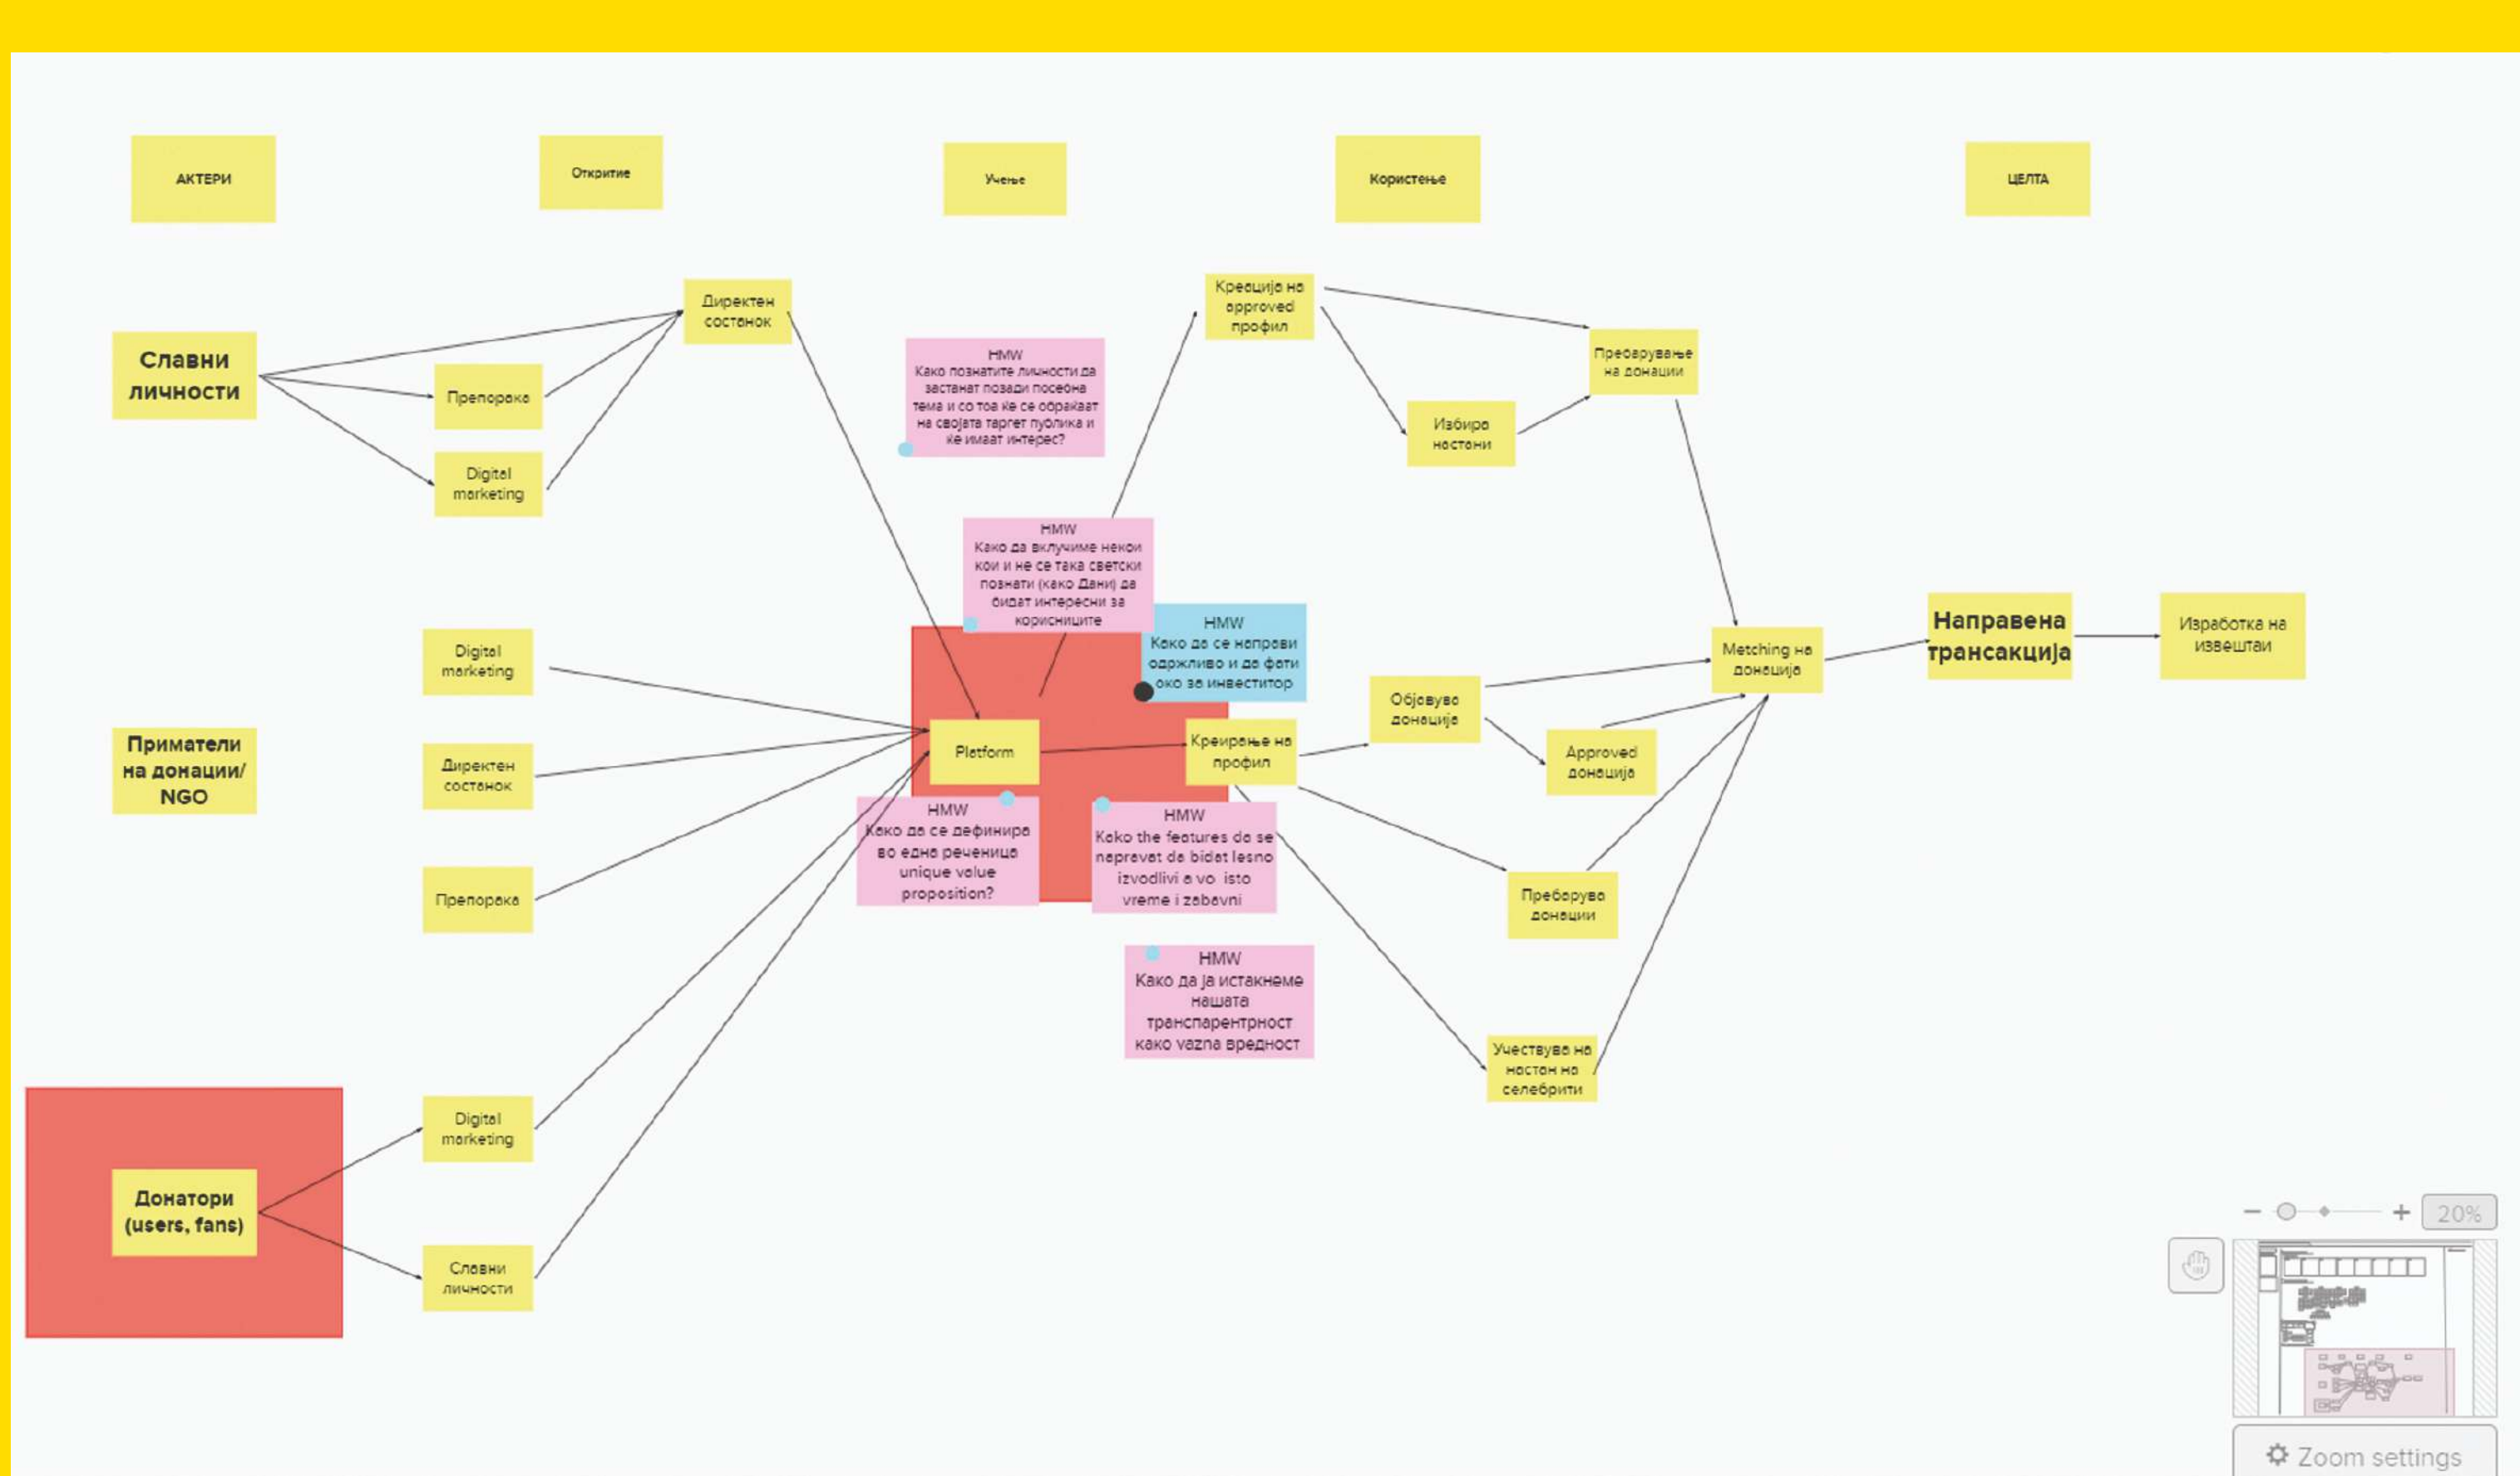 АКТЕРИ
Откритие
Учење
Користење
ЦЕЛТА
Славни
личности
Препорака
Digital
marketing
Директен
состанок
HMW
Како познатите личности да
застанат позади посебна
тема и со тоа ќе се обраќаат
на својата таргет публика и
ќе имаат интерес?
Креација на
approved
профил
Избира
настани
Пребарување
на донации
HMW
Како да вклучиме некои
кои и не се така светски
познати (како Дани) да
бидат интересни за
корисниците
HMW
Како да се направи
одржливо и да фати
око за инвеститор
Приматели
на донации/
NGO
Digital
marketing
Директен
состанок
Препорака
Platform
Креирање на
профил
HMW
Како да се дефинира
во една реченица
unique value
proposition?
HMW
Kako the features da se
napravat da bidat lesno
izvodlivi a vo isto
vreme i zabavni
HMW
Како да ја истакнеме
нашата
транспарентрност
како vazna вредност
Објавува
донација
Approved
донација
Пребарува
донации
Учествува на
настан на
селебрити
Metching на
донација
Направена
трансакција
Изработка на
извештаи
Донатори
(users, fans)
Digital
marketing
Славни
личности
20%
Zoom settings